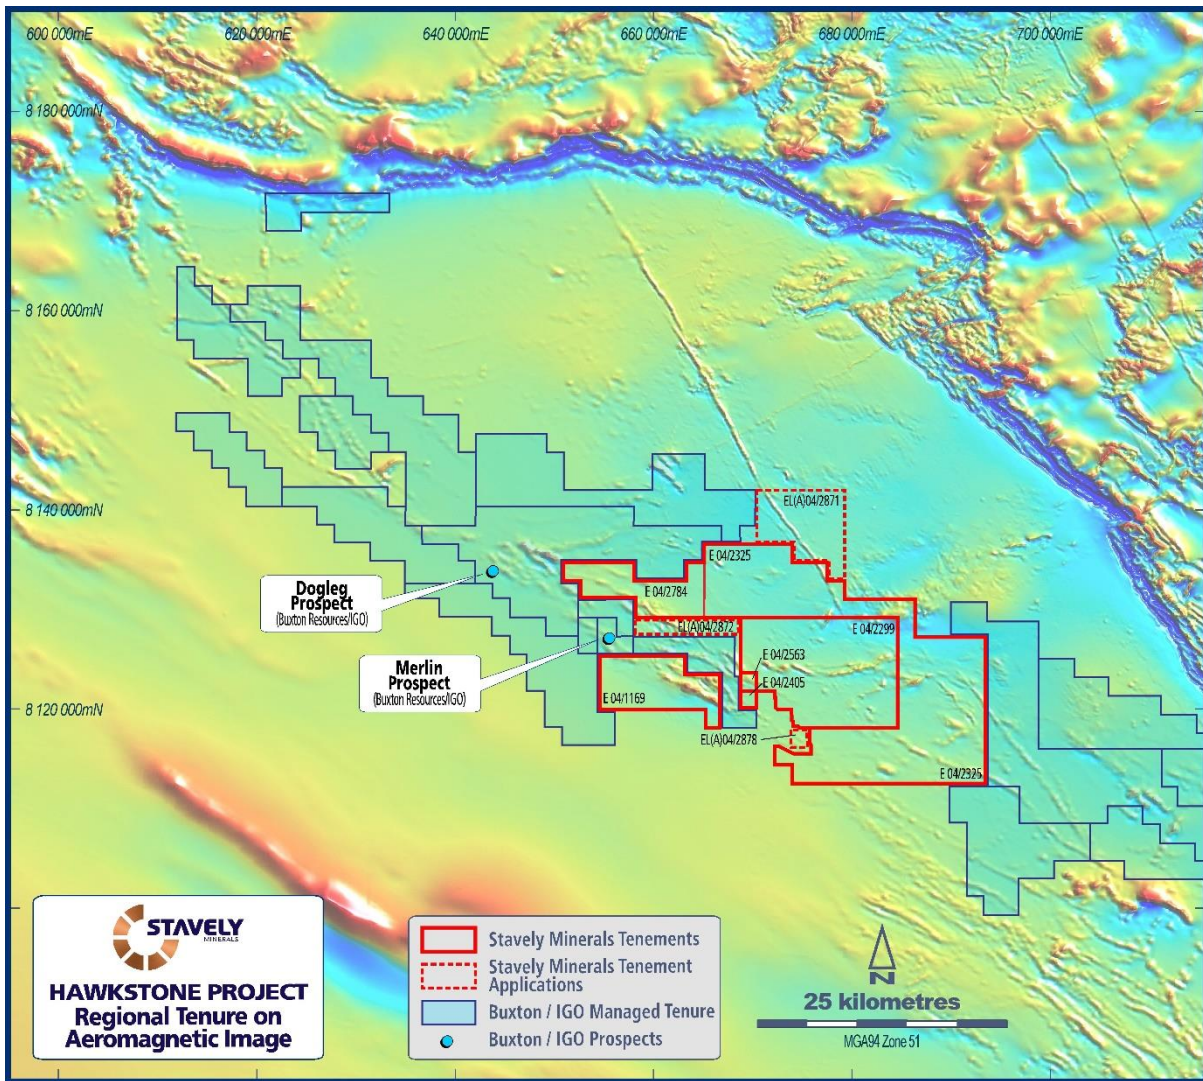 600 000mE
620 000mE
640 000mE
660 000mE
680 000mE
700 000mE
8 180 000mN
8 160 000mN
8 140 000mN
EL(A)04/2871
E 04/2325
Dogleg
Prospect
(Buxton Resources/IGO)
E 04/2784
EL(A)04/2872
E 04/2299
Merlin
Prospect
(Buxton Resources/IGO)
E 04/2563
E 04/2405
E 04/1169
8 120 000mN
EL(A)04/2878
E 04/2325
STAVELY
MINERALS
HAWKSTONE PROJECT
Regional Tenure on
Aeromagnetic Image
Stavely Minerals Tenements
Stavely Minerals Tenement
Applications
Buxton / IGO Managed Tenure
Buxton / IGO Prospects
N
25 kilometres
MGA94 Zone 51